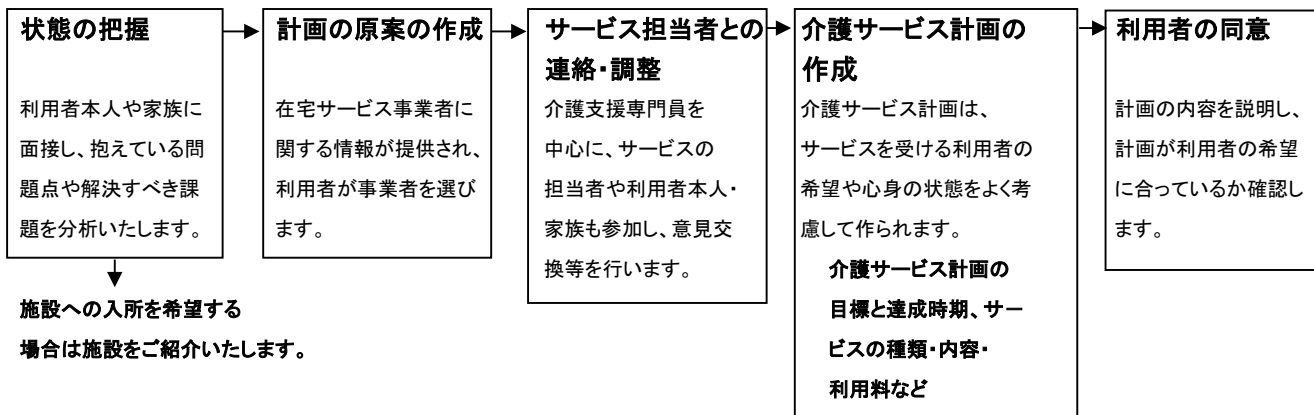 状態の把握
利用者本人や家族に
面接し、抱えている問
題点や解決すべき課
題を分析いたします。
施設への入所を希望する
場合は施設をご紹介いたします。
計画の原案の作成
在宅サービス事業者に
関する情報が提供され、
利用者が事業者を選び
ます。
サービス担当者との
連絡・調整
介護支援専門員を
中心に、サービスの
担当者や利用者本人・
家族も参加し、意見交
換等を行います。
介護サービス計画の
作成
介護サービス計画は、
サービスを受ける利用者の
希望や心身の状態をよく考
慮して作られます。
介護サービス計画の
目標と達成時期、サー
ビスの種類・内容・
利用料など
利用者の同意
計画の内容を説明し、
計画が利用者の希望
に合っているか確認し
ます。